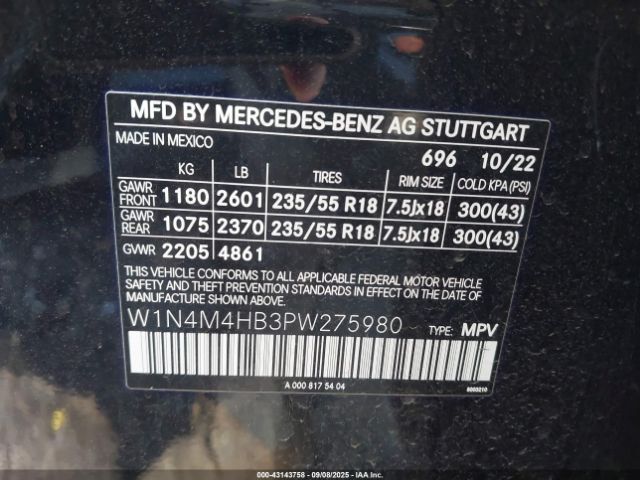 MFD BY MERCEDES-BENZ AG STUTTGART
MADE IN MEXICO 696 10/22
KG LB TIRES RIM SIZE COLD KPA (PSI)
GAWR FRONT 1180 2601 235/55 R18 7.5Jx18 300(43)
GAWR REAR 1075 2370 235/55 R18 7.5Jx18 300(43)
GVWR 2205 4861
THIS VEHICLE CONFORMS TO ALL APPLICABLE FEDERAL MOTOR VEHICLE
SAFETY AND THEFT PREVENTION STANDARDS IN EFFECT ON THE DATE OF
MANUFACTURE SHOWN ABOVE.
W1N4M4HB3PW275980 TYPE: MPV
A 000 817 54 04
000-43143758 - 09/08/2025 - IAA Inc.